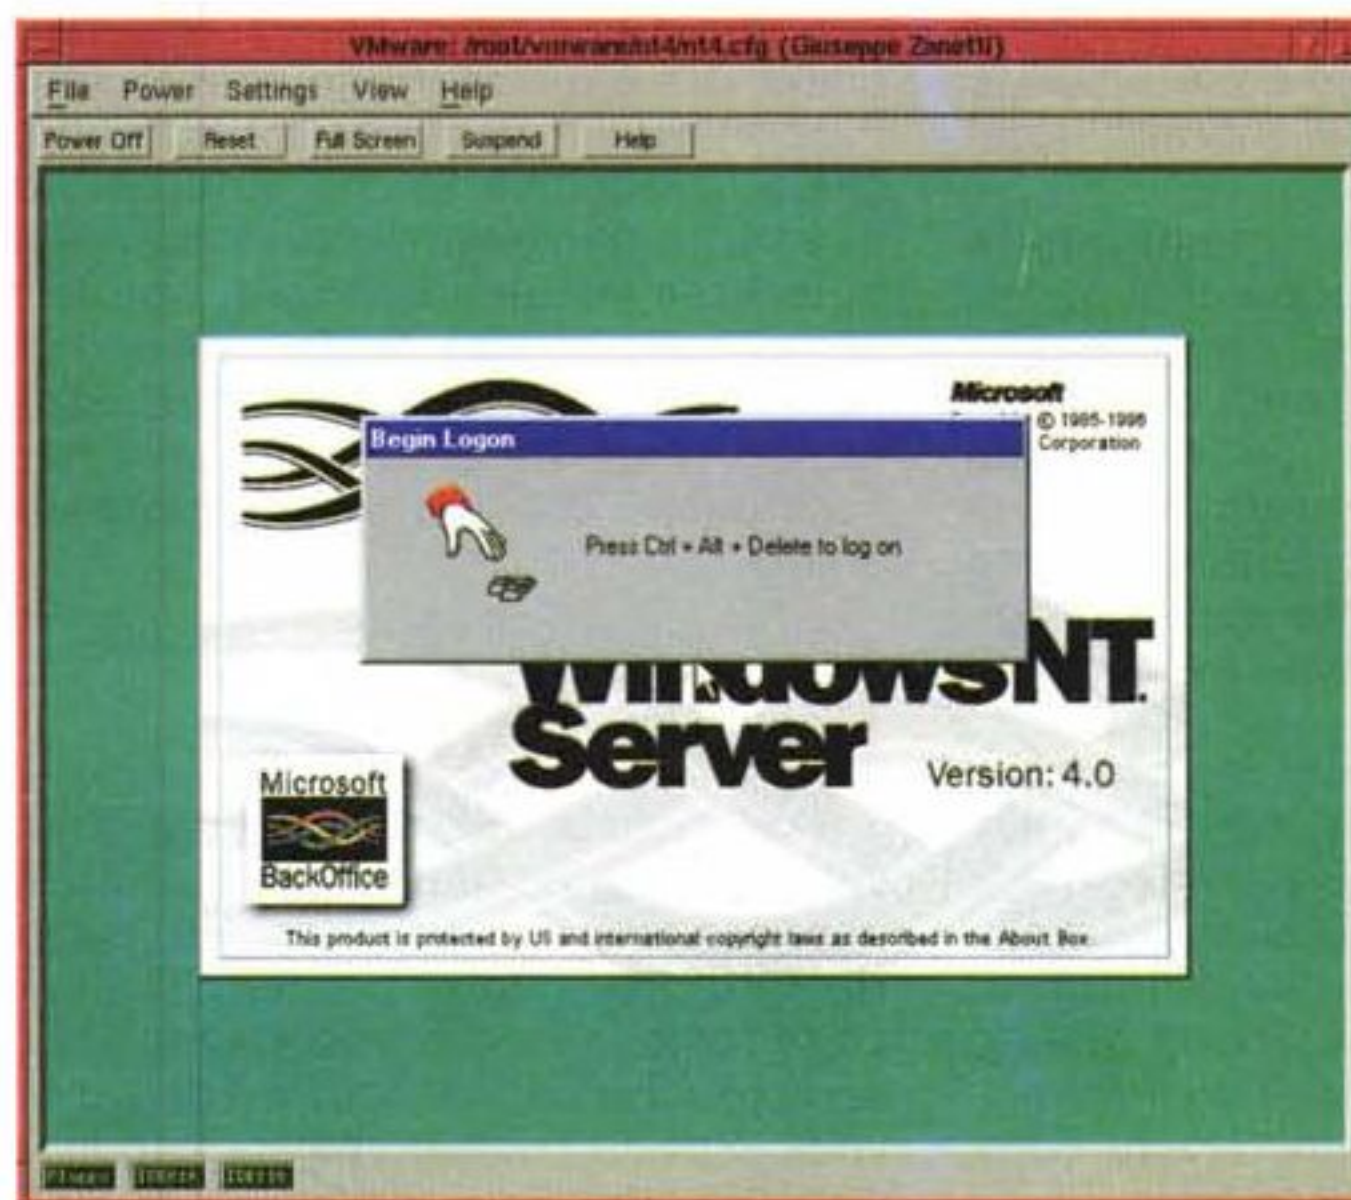 VMware: /root/vmware/nt4/nt4.cfg (Giuseppe Zanetti)
File Power Settings View Help
Power Off Reset Full Screen Suspend Help
Microsoft
© 1985-1996
Corporation
Begin Logon
Press Ctrl + Alt + Delete to log on
WindowsNT
Server
Version: 4.0
Microsoft
BackOffice
This product is protected by US and international copyright laws as described in the About Box.